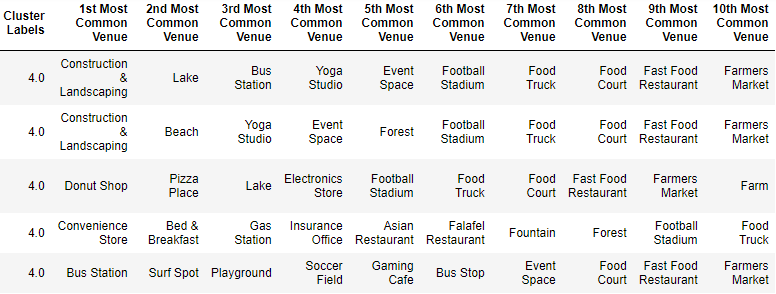 Cluster Labels 1st Most Common Venue 2nd Most Common Venue 3rd Most Common Venue 4th Most Common Venue 5th Most Common Venue 6th Most Common Venue 7th Most Common Venue 8th Most Common Venue 9th Most Common Venue 10th Most Common Venue
4.0 Construction & Landscaping Lake Bus Station Yoga Studio Event Space Football Stadium Food Truck Food Court Fast Food Restaurant Farmers Market
4.0 Construction & Landscaping Beach Yoga Studio Event Space Forest Football Stadium Food Truck Food Court Fast Food Restaurant Farmers Market
4.0 Donut Shop Pizza Place Lake Electronics Store Football Stadium Food Truck Food Court Fast Food Restaurant Farmers Market Farm
4.0 Convenience Store Bed & Breakfast Gas Station Insurance Office Asian Restaurant Falafel Restaurant Fountain Forest Football Stadium Food Truck
4.0 Bus Station Surf Spot Playground Soccer Field Gaming Cafe Bus Stop Event Space Food Court Fast Food Restaurant Farmers Market